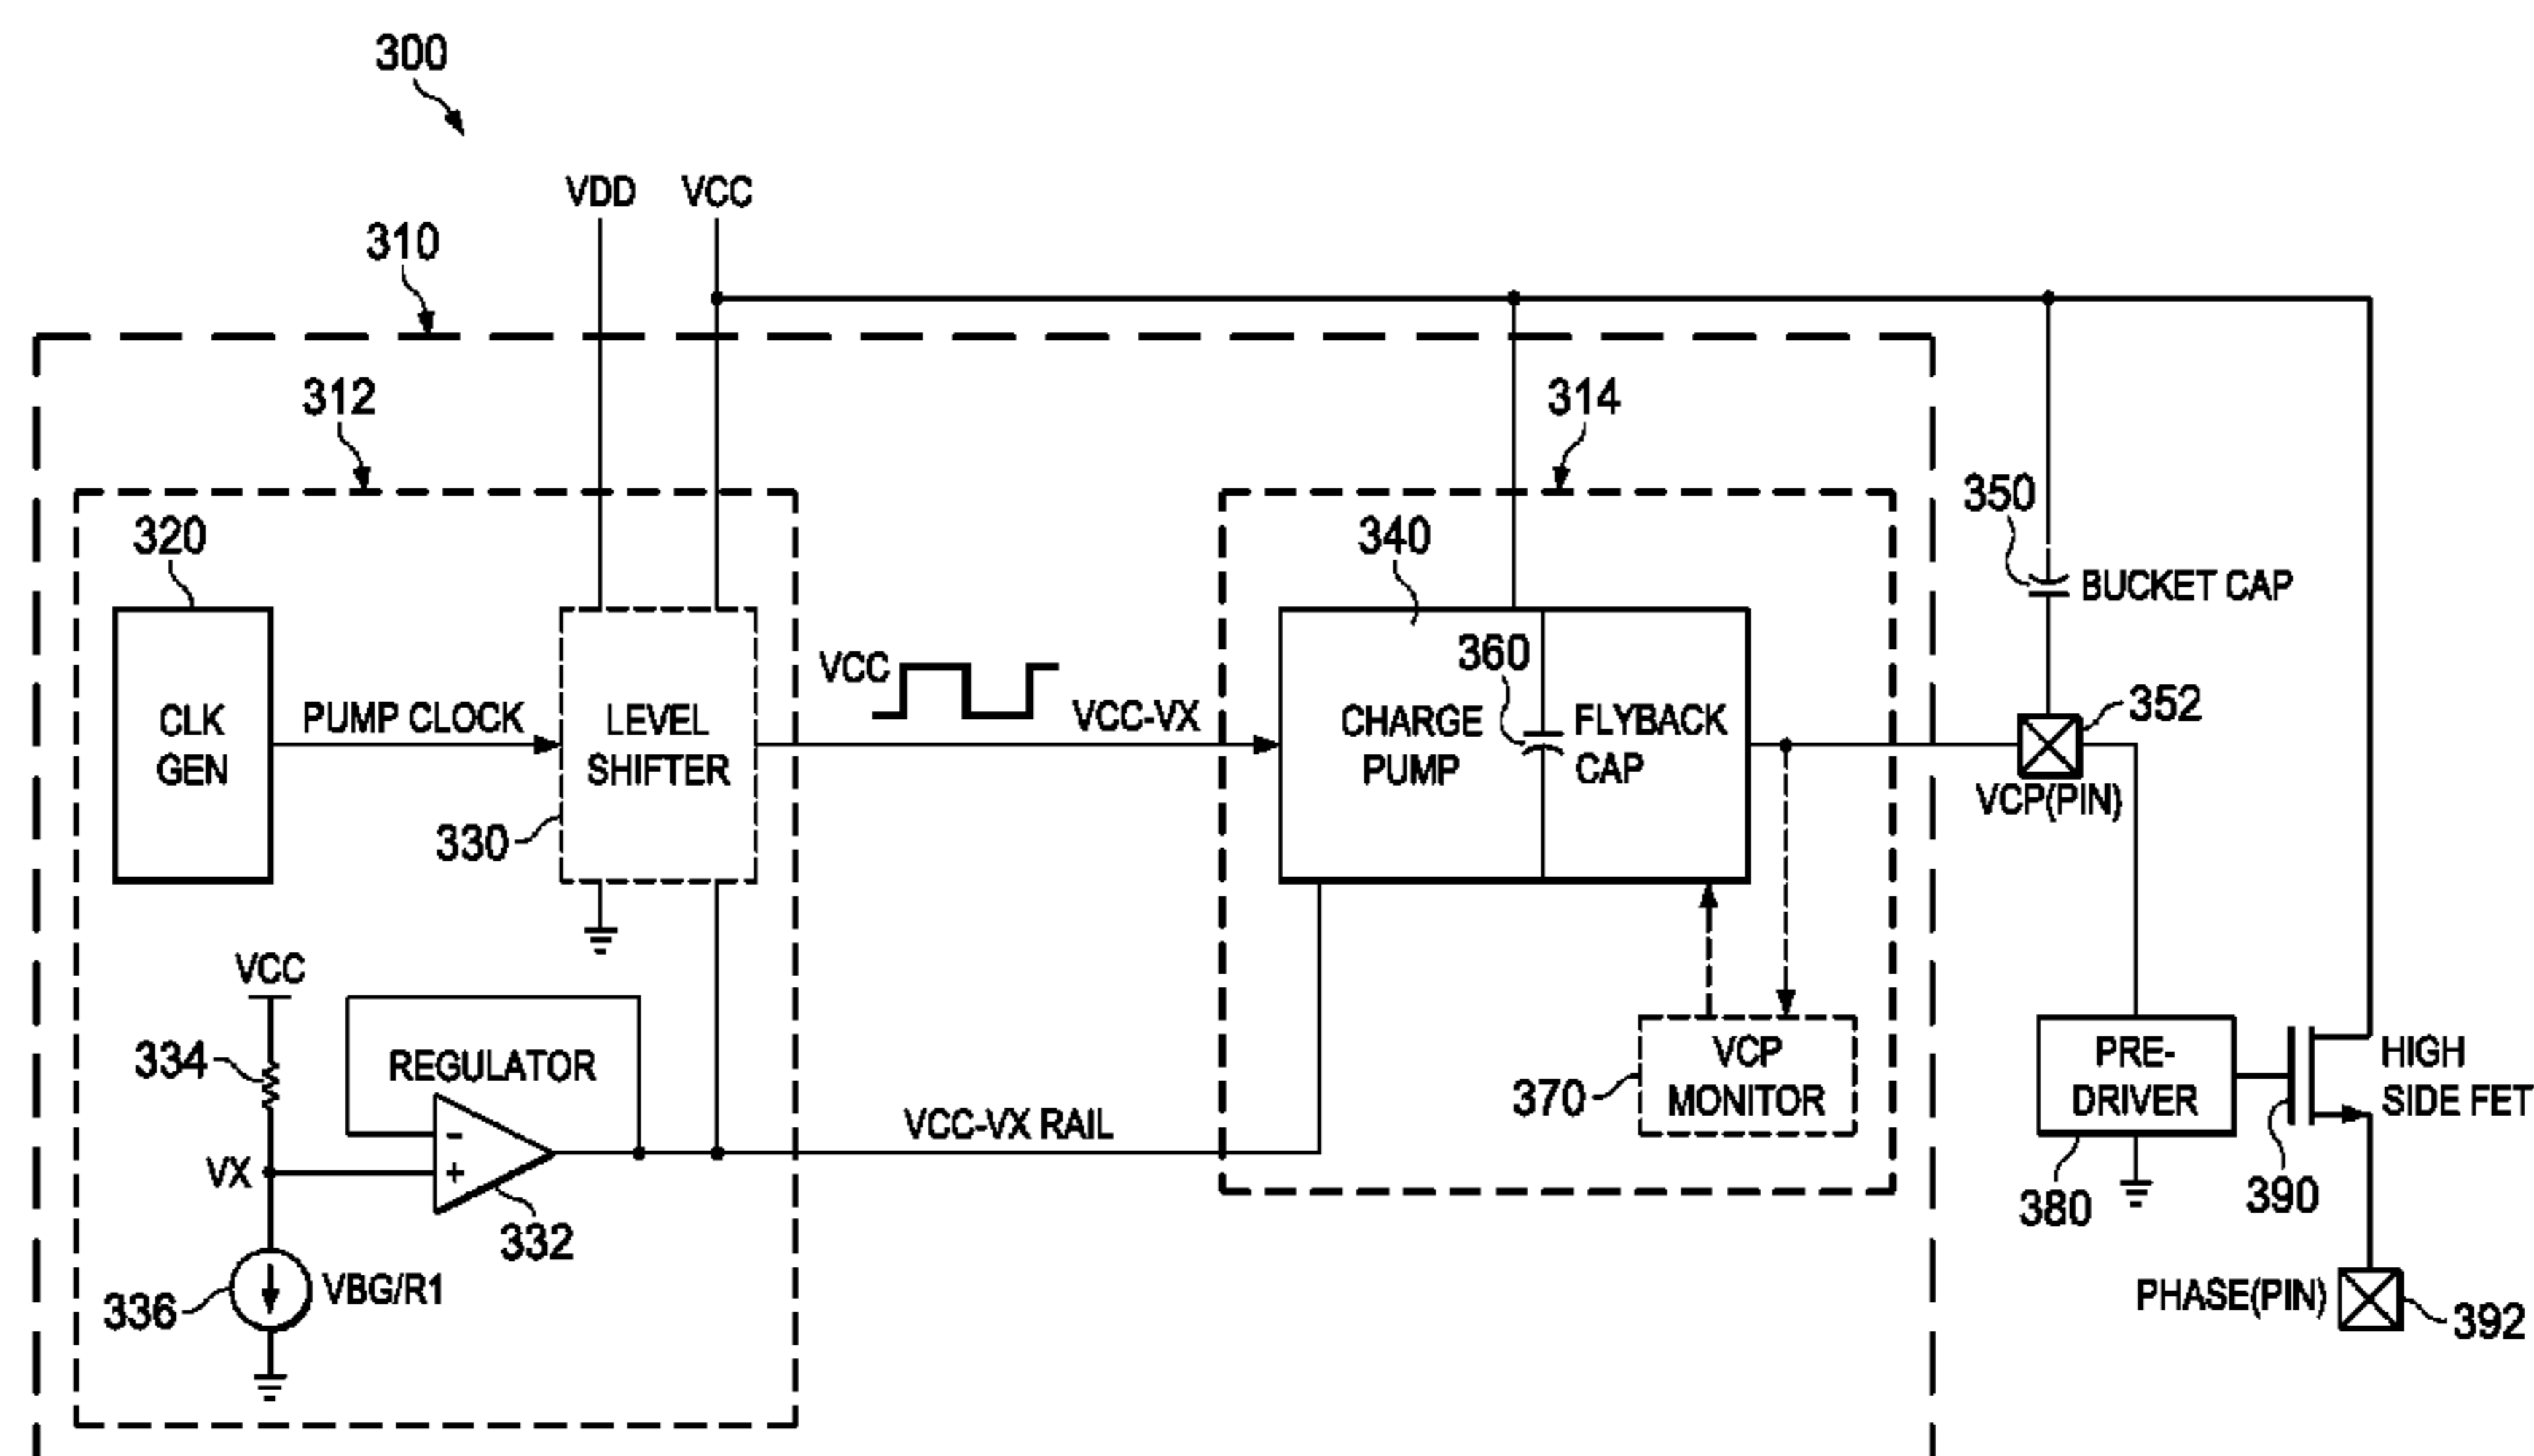 300
VDD VCC
310
312
314
320
340
350
BUCKET CAP
360
VCC
CLK
GEN
PUMP CLOCK
LEVEL
SHIFTER
VCC-VX
CHARGE
PUMP
FLYBACK
CAP
352
VCP(PIN)
330
VCC
334
REGULATOR
VCP
MONITOR
370
PRE-
DRIVER
HIGH
SIDE FET
VCC-VX RAIL
VX
-
+
332
380
390
336
VBG/R1
PHASE(PIN)
392